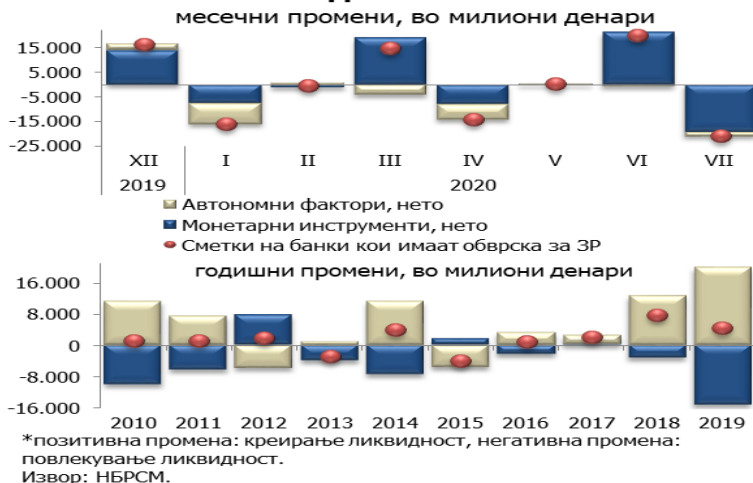 месечни промени, во милиони денари
15.000
5.000
-5.000
-15.000
-25.000
XII I II III IV V VI VII
2019 2020
Автономни фактори, нето
Монетарни инструменти, нето
Сметки на банки кои имаат обврска за ЗР
годишни промени, во милиони денари
16.000
8.000
0
-8.000
-16.000
2010 2011 2012 2013 2014 2015 2016 2017 2018 2019
*позитивна промена: креирање ликвидност, негативна промена:
повлекување ликвидност.
Извор: НБРСМ.